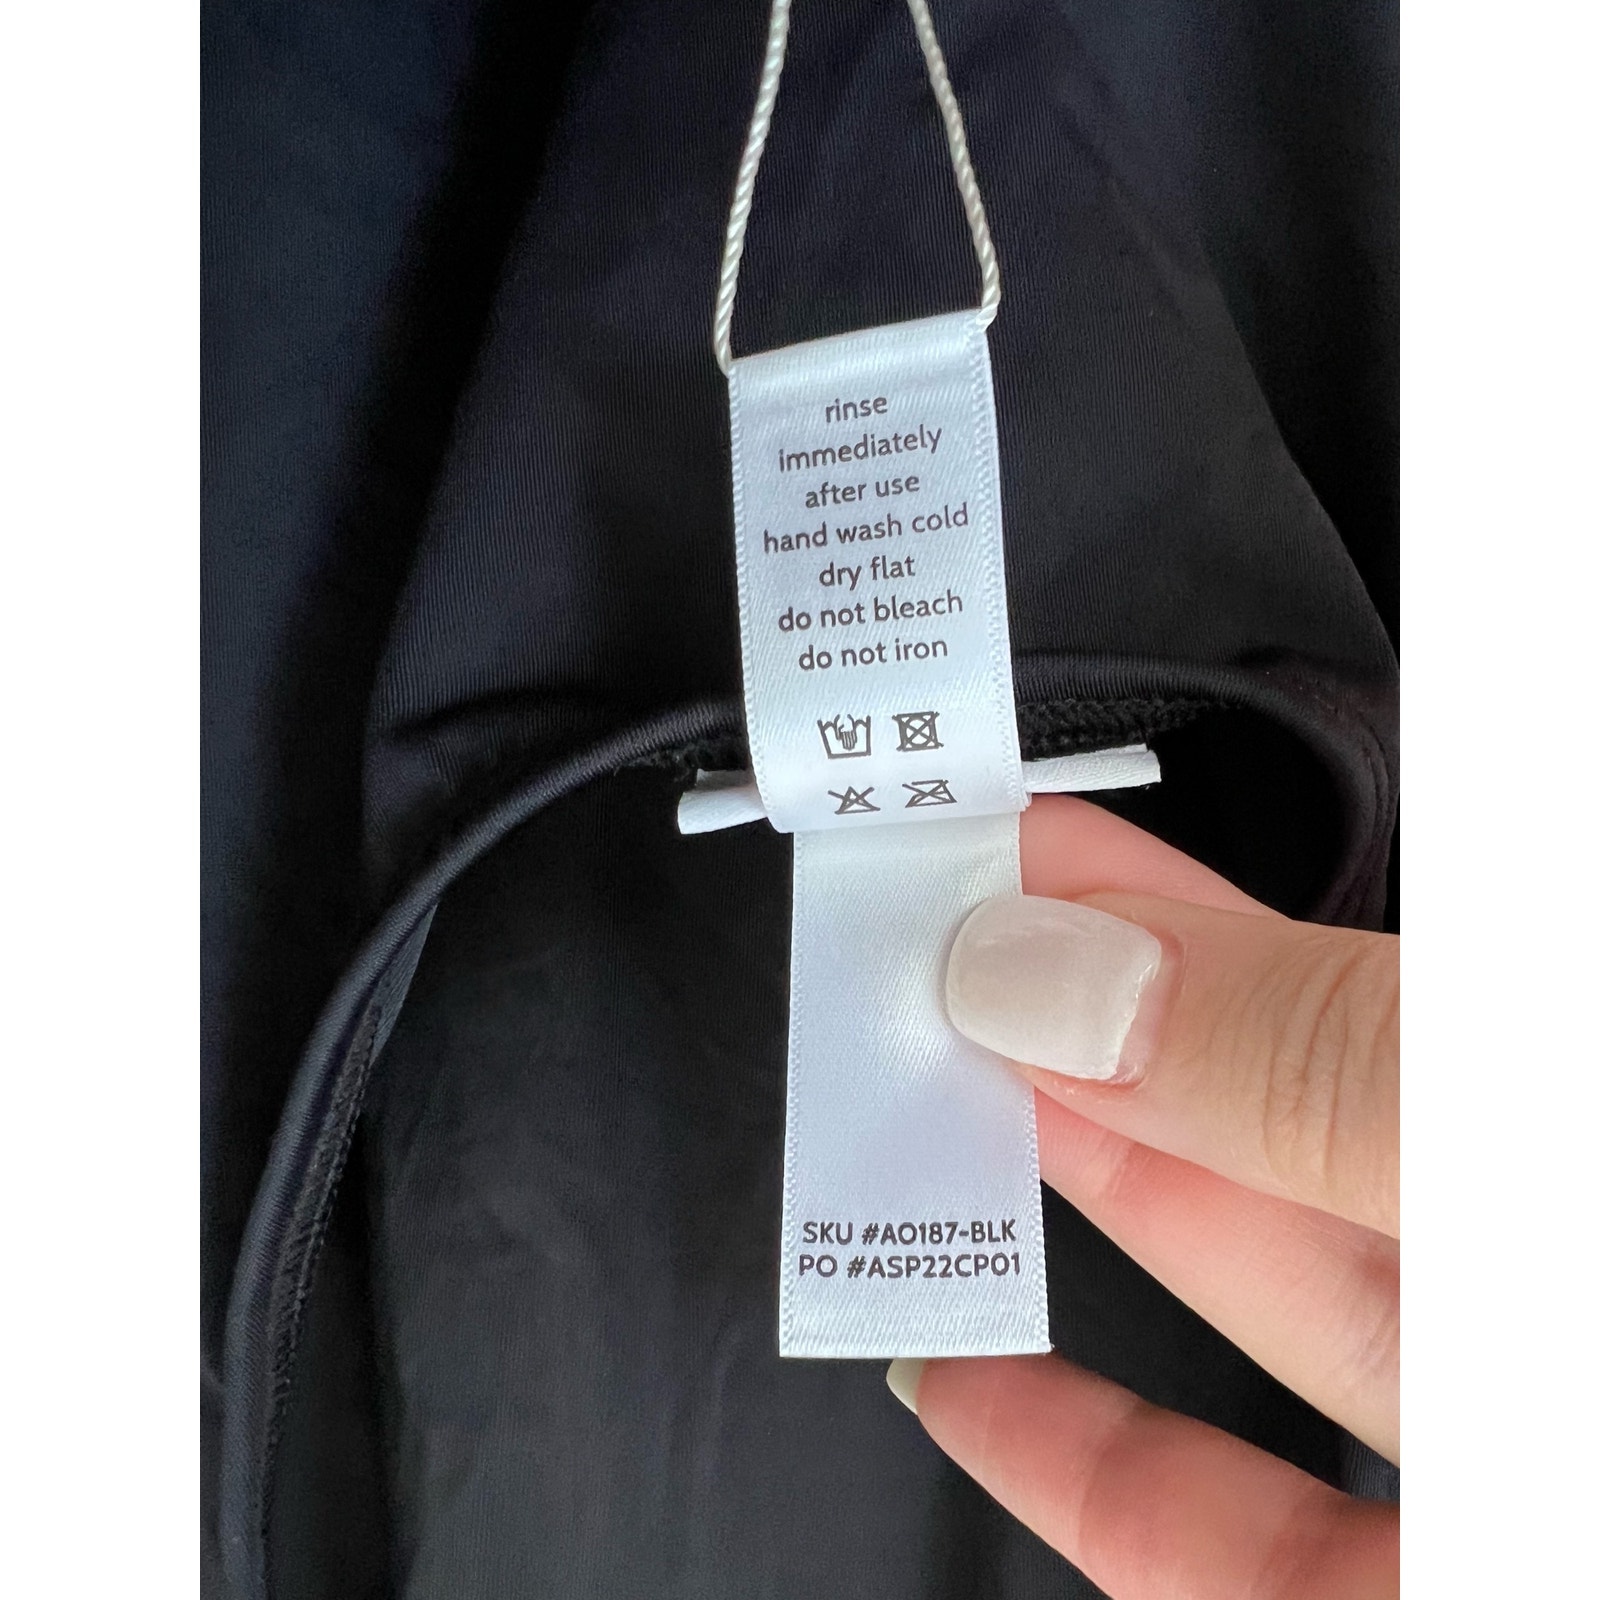 rinse
immediately
after use
hand wash cold
dry flat
do not bleach
do not iron
SKU #AO187-BLK
PO #ASP22CPO1